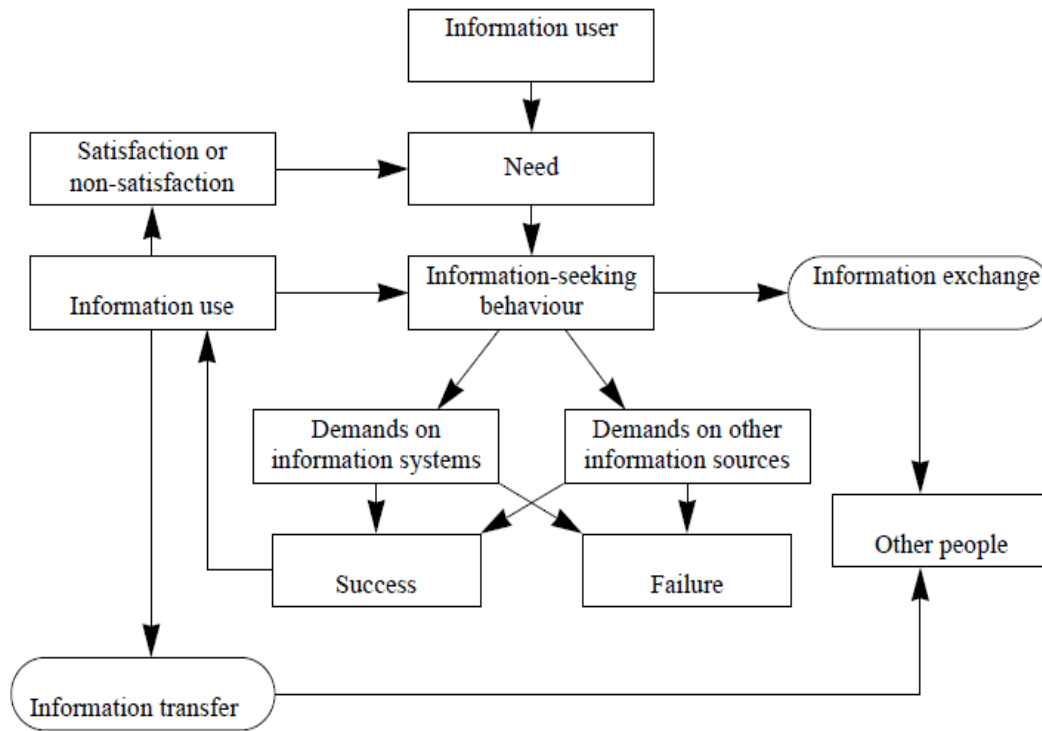 Information user
Satisfaction or
non-satisfaction
Need
Information use
Information-seeking
behaviour
Information exchange
Demands on
information systems
Demands on other
information sources
Success
Failure
Other people
Information transfer